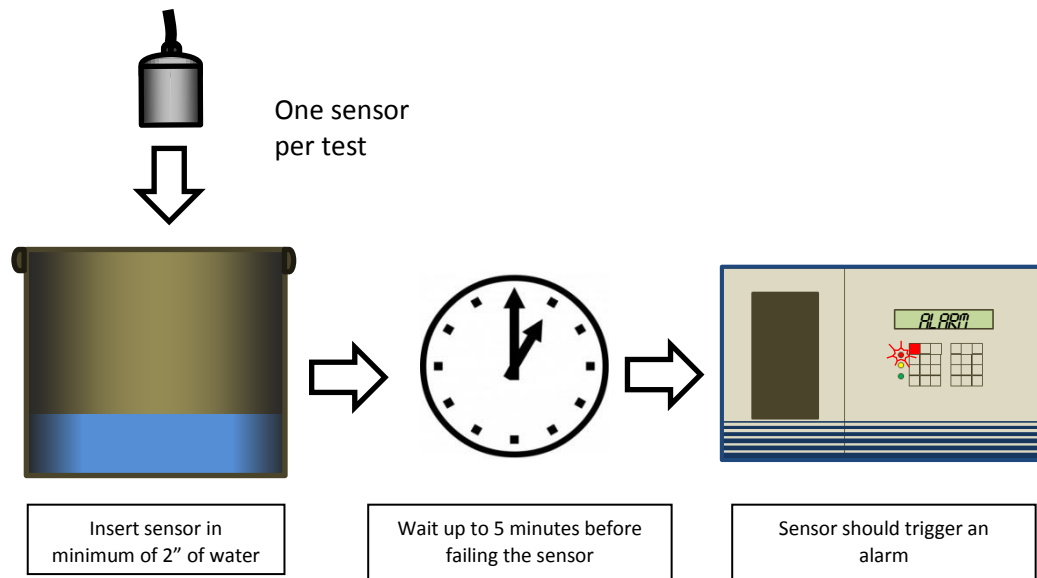 One sensor
per test
ALARM
Insert sensor in
minimum of 2” of water
Wait up to 5 minutes before
failing the sensor
Sensor should trigger an
alarm